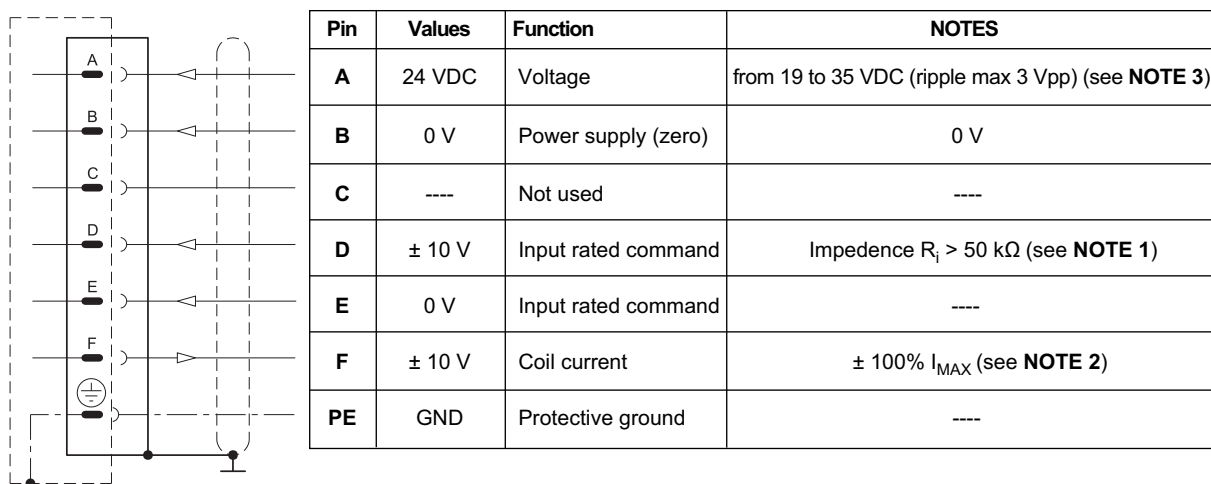 A
B
C
D
E
F
Pin Values Function NOTES
A 24 VDC Voltage from 19 to 35 VDC (ripple max 3 Vpp) (see NOTE 3)
B 0 V Power supply (zero) 0 V
C ---- Not used ----
D ± 10 V Input rated command Impedence Ri > 50 kΩ (see NOTE 1)
E 0 V Input rated command ----
F ± 10 V Coil current ± 100% IMAX (see NOTE 2)
PE GND Protective ground ----